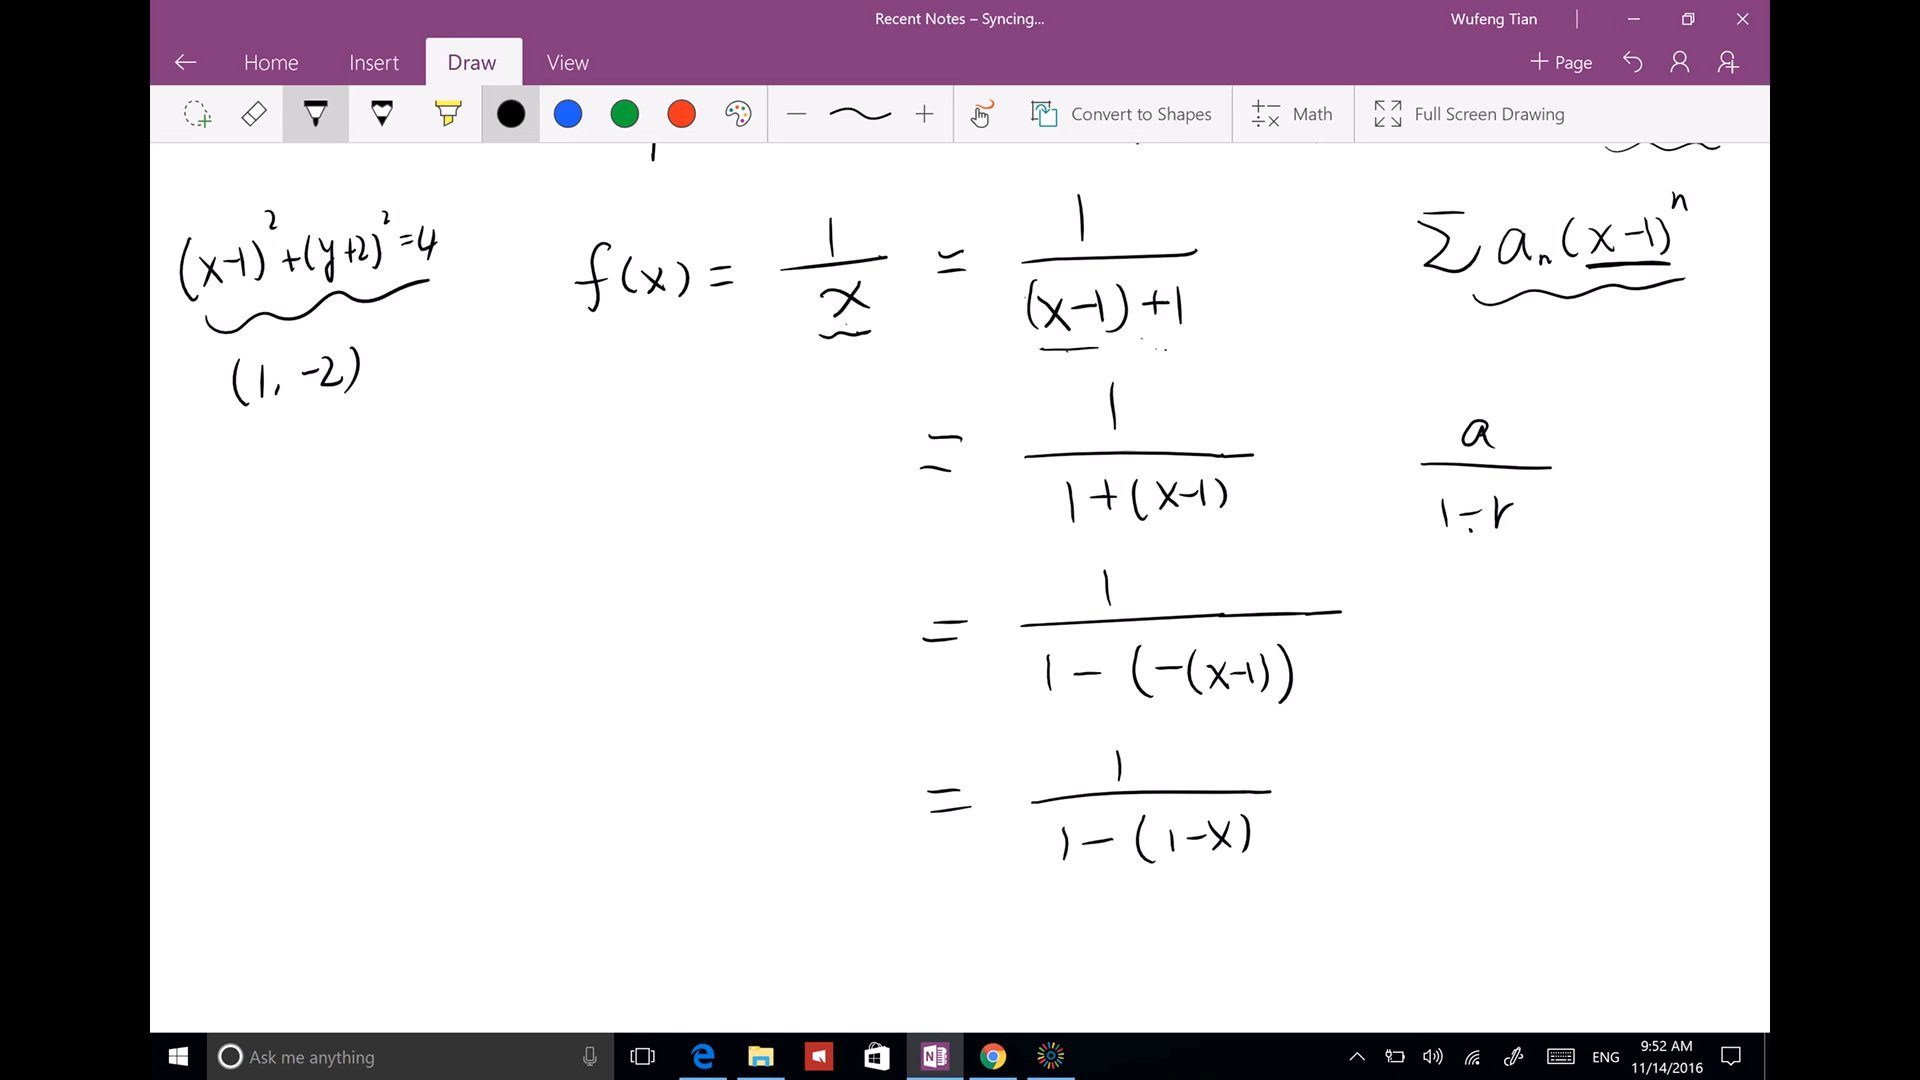 Recent Notes – Syncing...
Wufeng Tian
Home Insert Draw View
Page
Convert to Shapes
Math
Full Screen Drawing
(x-1)² + (y+2)² = 4
(1, -2)
f(x) = 1/x = 1/((x-1)+1)
∑ aₙ(x-1)ⁿ
= 1/(1+(x-1))
a/(1-r)
= 1/(1-(-(x-1)))
= 1/(1-(1-x))
Ask me anything
ENG
9:52 AM
11/14/2016